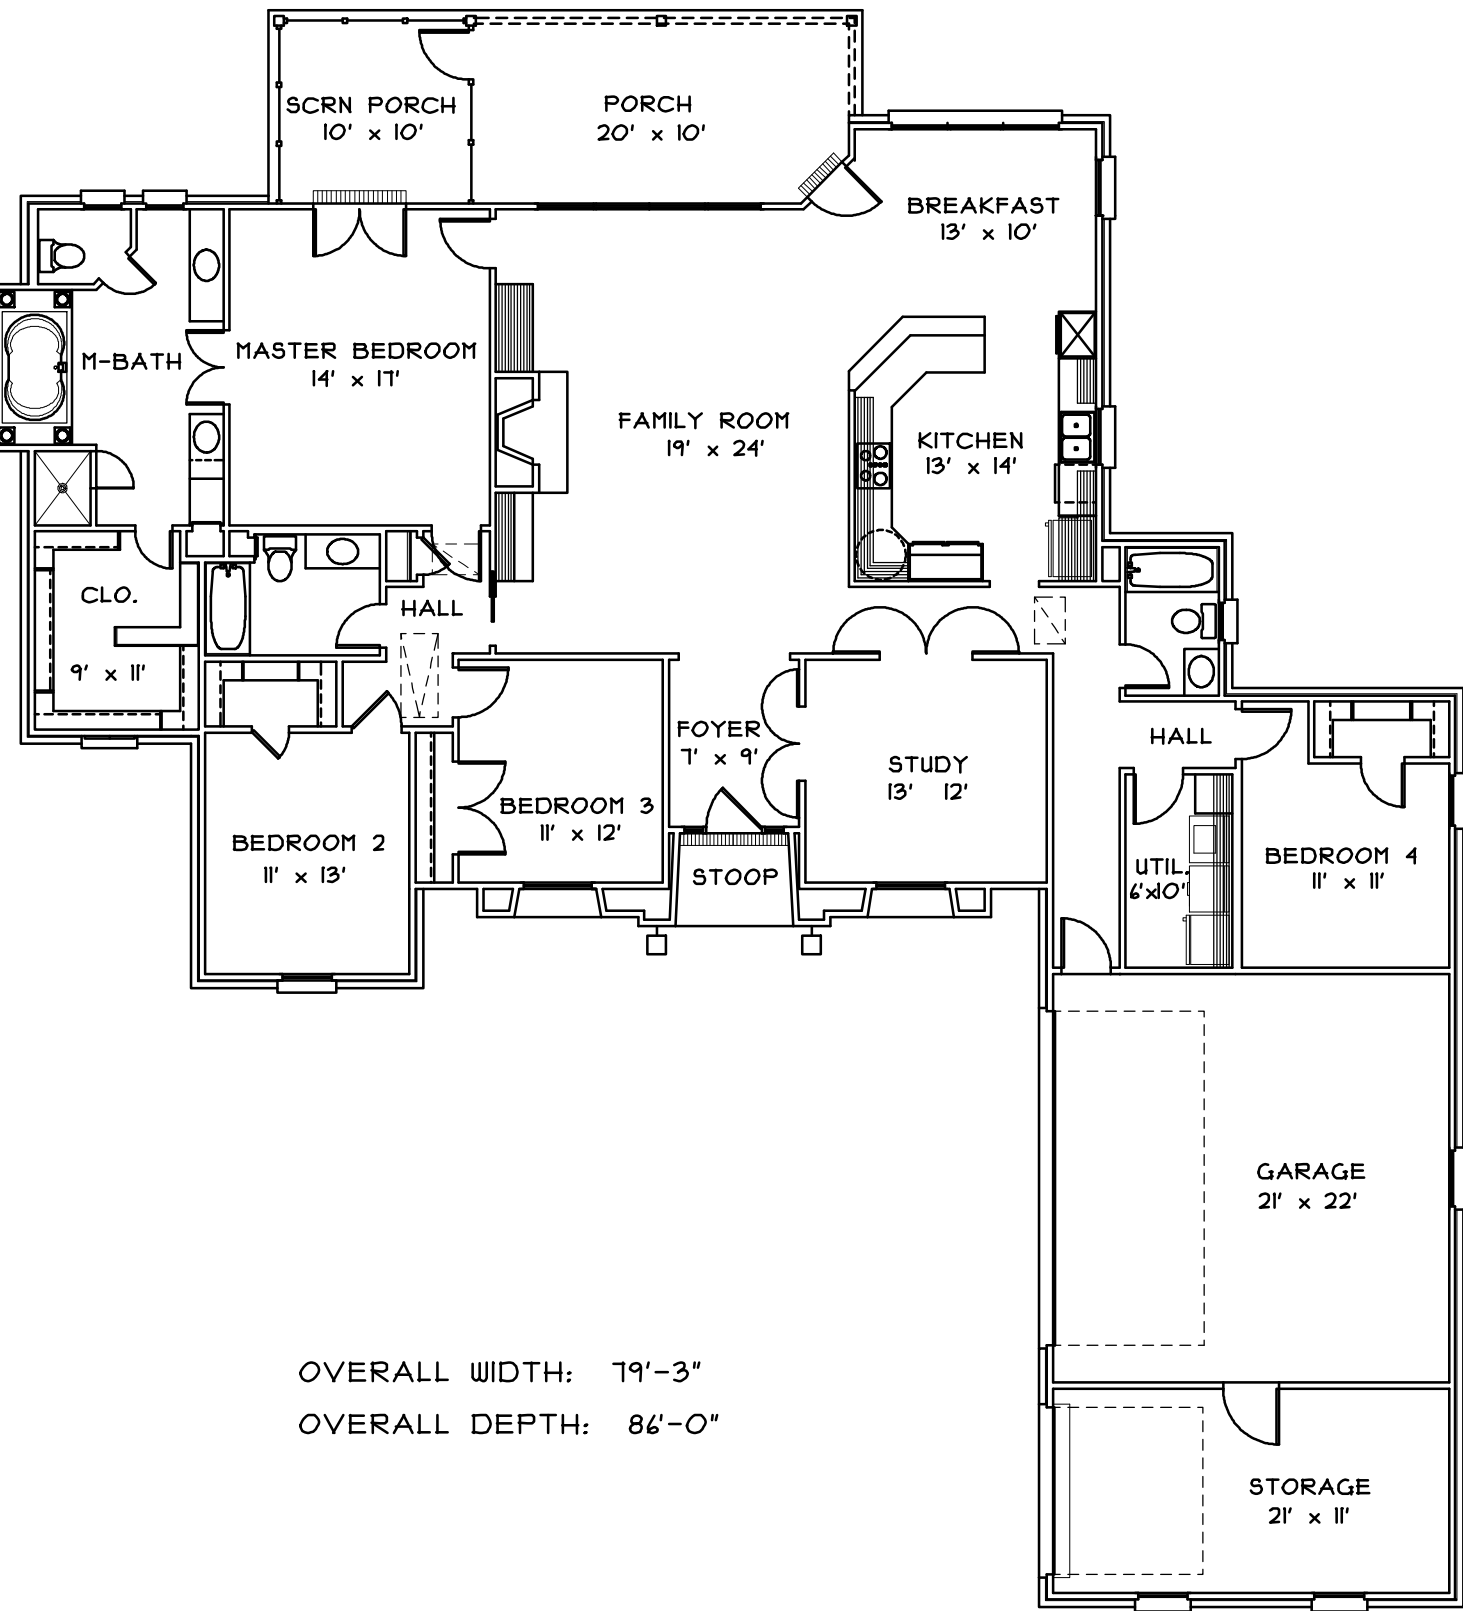 SCRN PORCH
10' x 10'
PORCH
20' x 10'
BREAKFAST
13' x 10'
M-BATH
MASTER BEDROOM
14' x 17'
FAMILY ROOM
19' x 24'
KITCHEN
13' x 14'
CLO.
9' x 11'
HALL
FOYER
7' x 9'
STUDY
13' 12'
HALL
BEDROOM 2
11' x 13'
BEDROOM 3
11' x 12'
STOOP
UTIL.
6'x10'
BEDROOM 4
11' x 11'
GARAGE
21' x 22'
OVERALL WIDTH: 79'-3"
OVERALL DEPTH: 86'-0"
STORAGE
21' x 11'